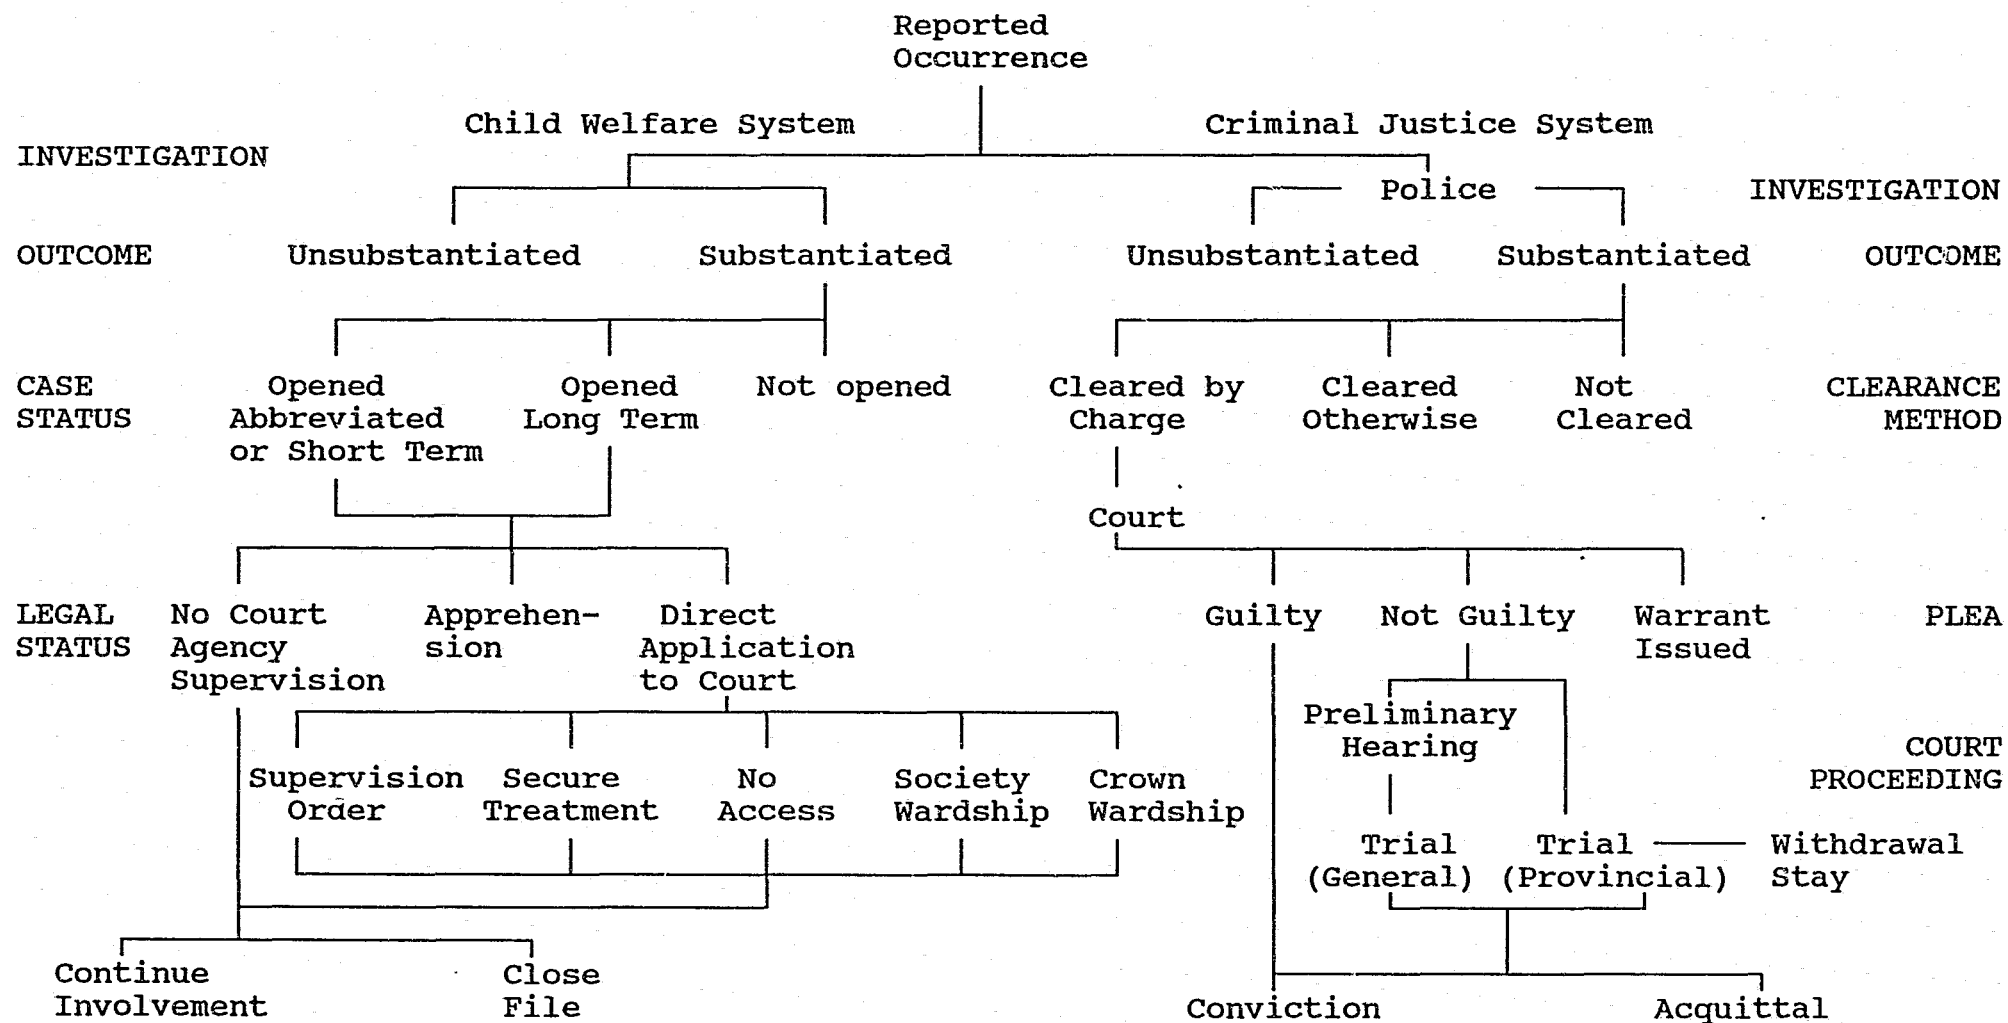 Reported
Occurrence
Child Welfare System
Criminal Justice System
INVESTIGATION
Police
INVESTIGATION
OUTCOME
Unsubstantiated
Substantiated
Unsubstantiated
Substantiated
OUTCOME
CASE
STATUS
Opened
Abbreviated
or Short Term
Opened
Long Term
Not opened
Cleared by
Charge
Cleared
Otherwise
Not
Cleared
CLEARANCE
METHOD
Court
LEGAL
STATUS
No Court
Agency
Supervision
Apprehen-
sion
Direct
Application
to Court
Guilty
Not Guilty
Warrant
Issued
PLEA
Preliminary
Hearing
COURT
PROCEEDING
Supervision
Order
Secure
Treatment
No
Access
Society
Wardship
Crown
Wardship
Trial
(General)
Trial
(Provincial)
Withdrawal
Stay
Continue
Involvement
Close
File
Conviction
Acquittal